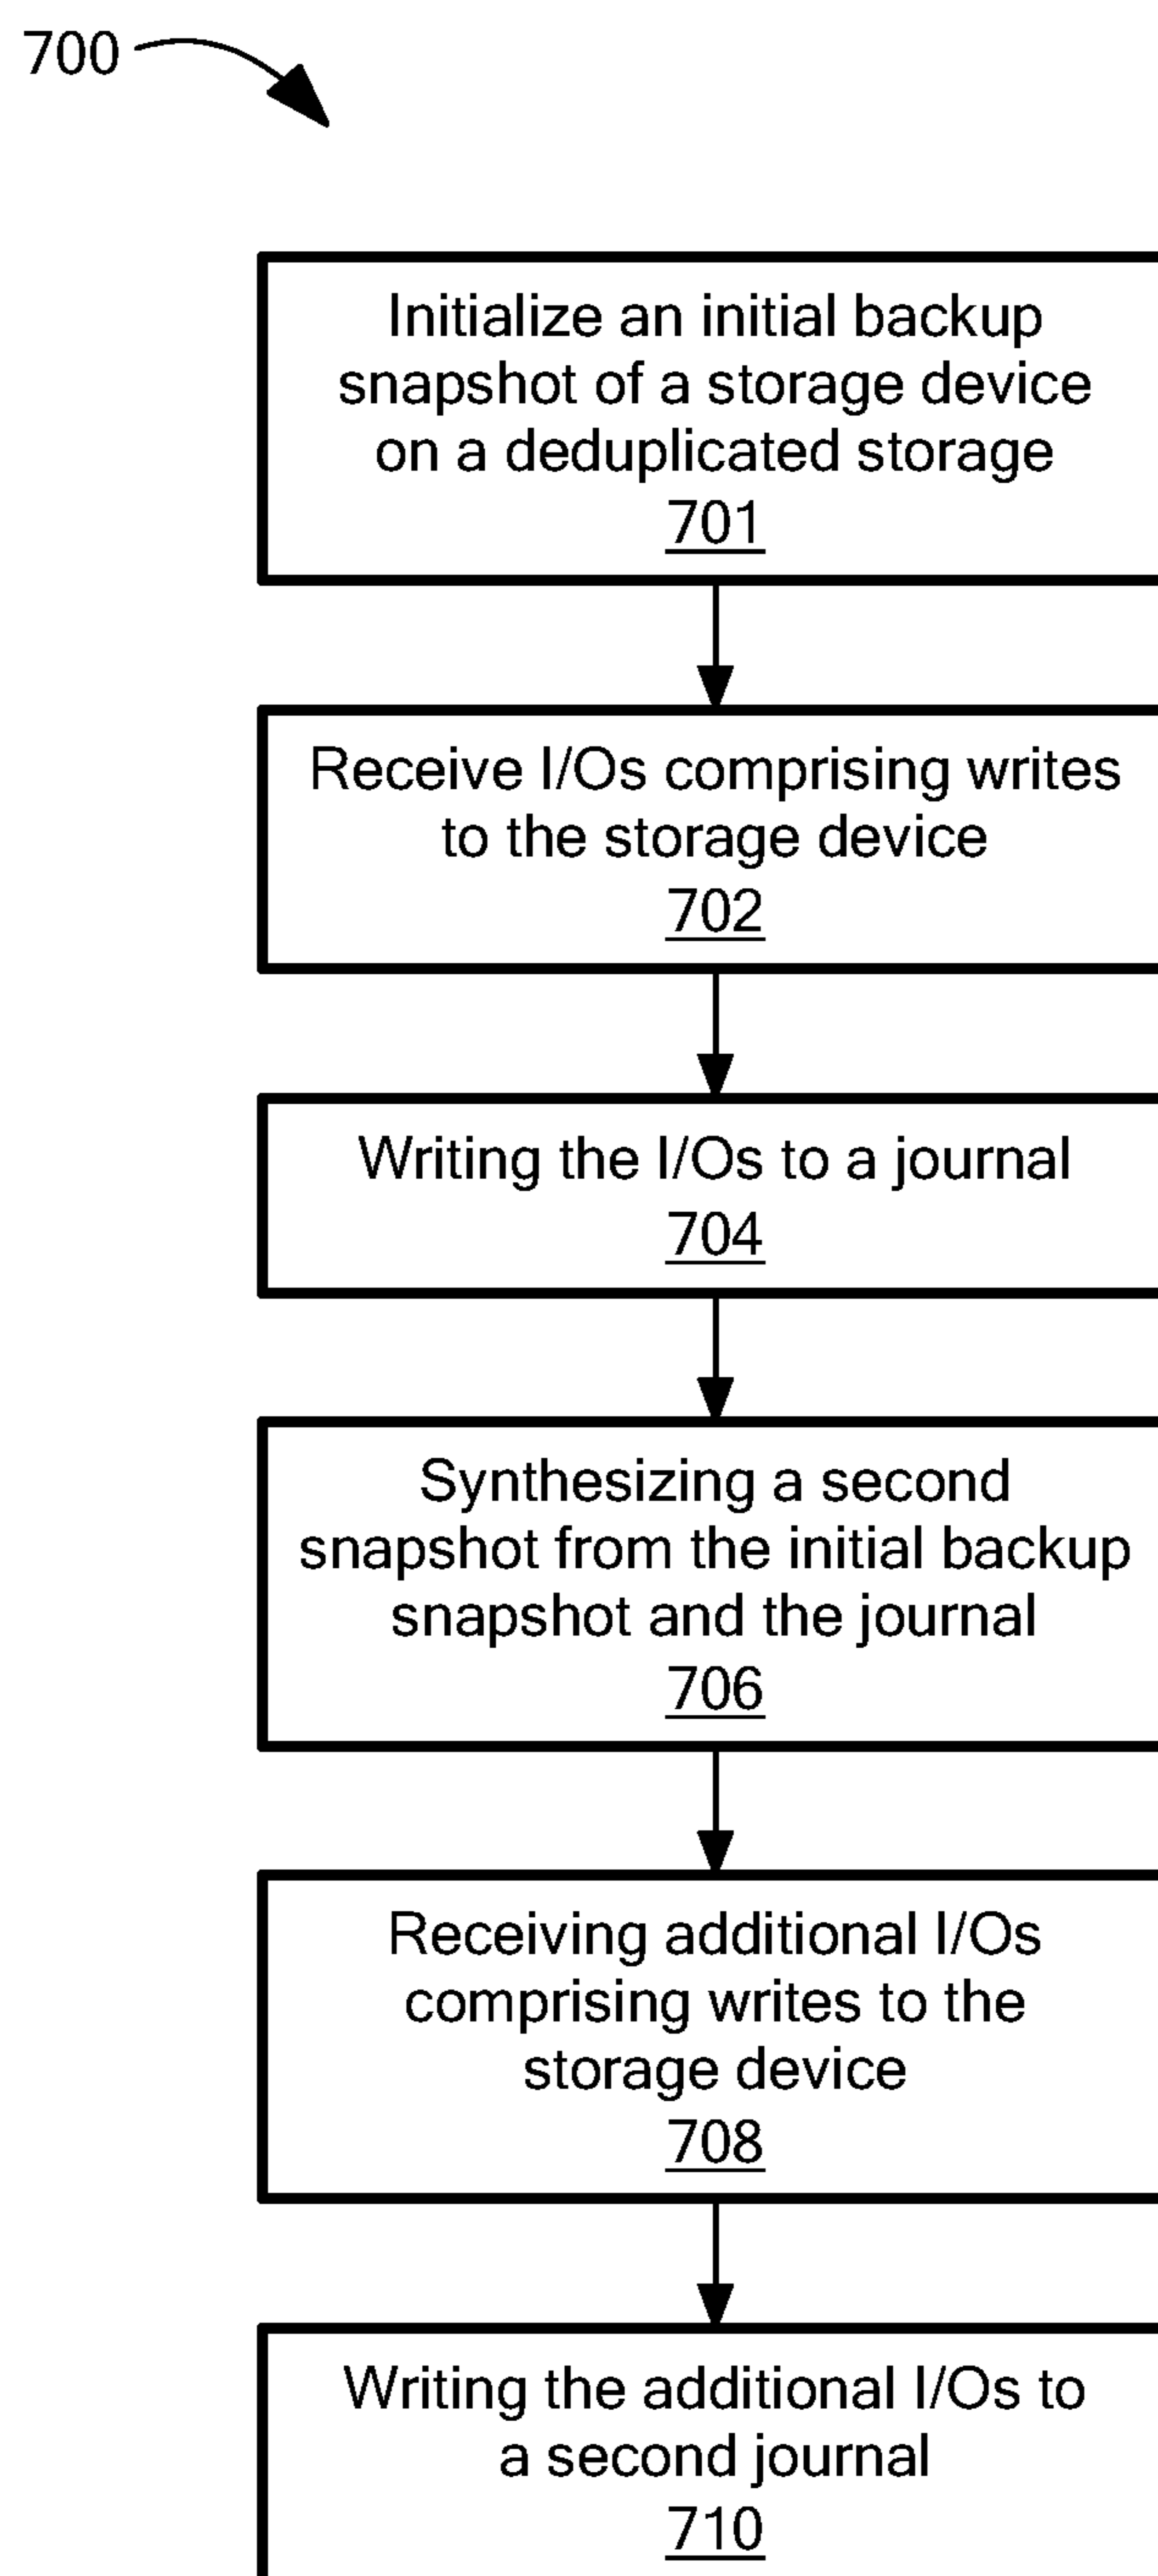 700
Initialize an initial backup
snapshot of a storage device
on a deduplicated storage
701
Receive I/Os comprising writes
to the storage device
702
Writing the I/Os to a journal
704
Synthesizing a second
snapshot from the initial backup
snapshot and the journal
706
Receiving additional I/Os
comprising writes to the
storage device
708
Writing the additional I/Os to
a second journal
710